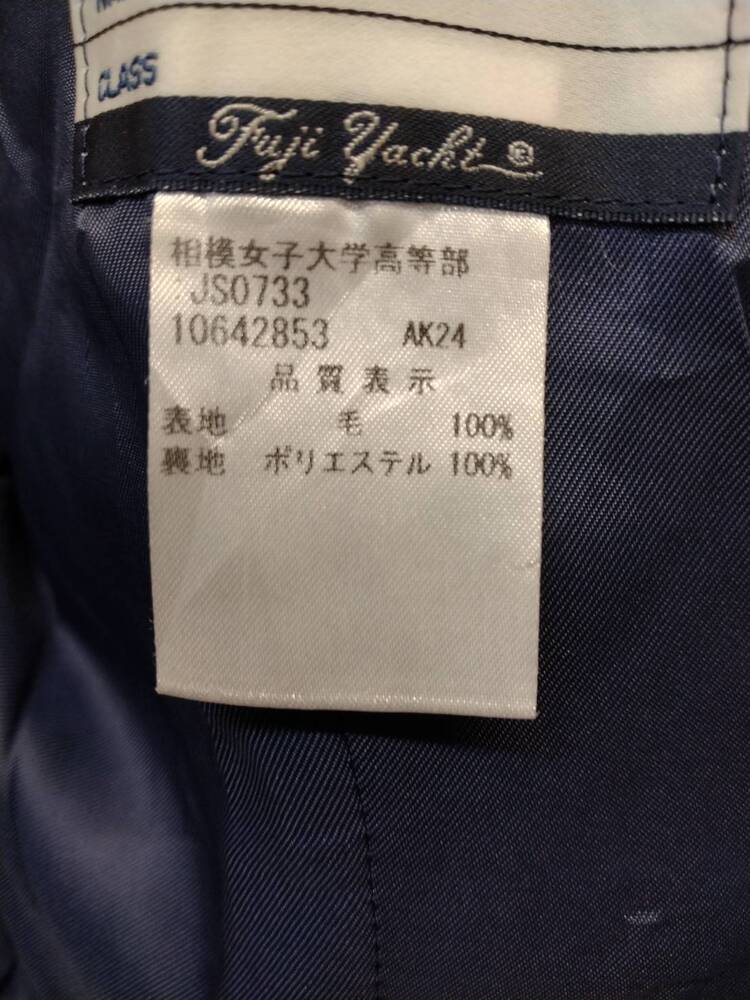 CLASS
Fuji Yacht®
相模女子大学高等部
JS0733
10642853 AK24
品質表示
表地 毛 100%
裏地 ポリエステル 100%